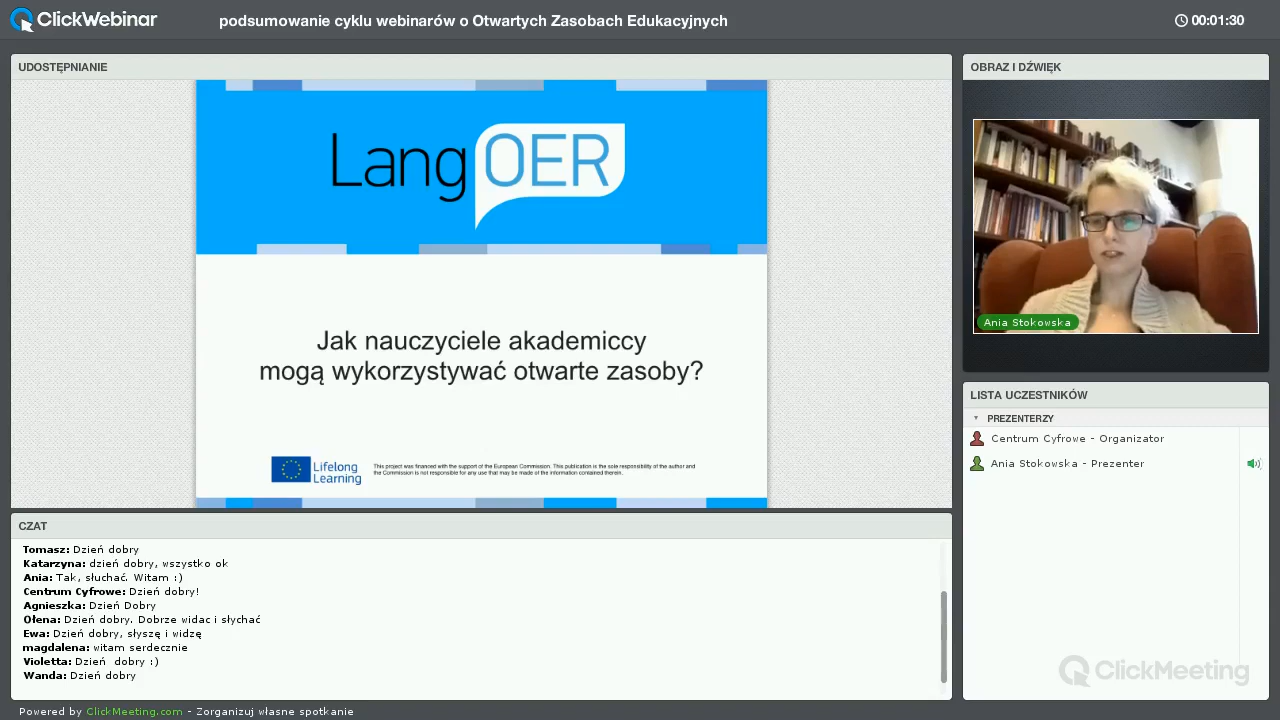 ClickWebinar
podsumowanie cyklu webinarów o Otwartych Zasobach Edukacyjnych
00:01:30
UDOSTĘPNIANIE
LangOER
Jak nauczyciele akademiccy
mogą wykorzystywać otwarte zasoby?
Lifelong
Learning
This project was financed with the support of the European Commission. This publication is the sole responsibility of the author and
the Commission is not responsible for any use that may be made of the information contained therein.
OBRAZ I DŹWIĘK
Ania Stokowska
LISTA UCZESTNIKÓW
PREZENTERZY
Centrum Cyfrowe - Organizator
Ania Stokowska - Prezenter
CZAT
Tomasz: Dzień dobry
Katarzyna: dzień dobry, wszystko ok
Ania: Tak, słuchać. Witam :)
Centrum Cyfrowe: Dzień dobry!
Agnieszka: Dzień Dobry
Ołena: Dzień dobry. Dobrze widac i słychać
Ewa: Dzień dobry, słyszę i widzę
magdalena: witam serdecznie
Violetta: Dzień  dobry :)
Wanda: Dzień dobry
ClickMeeting
Powered by ClickMeeting.com - Zorganizuj własne spotkanie